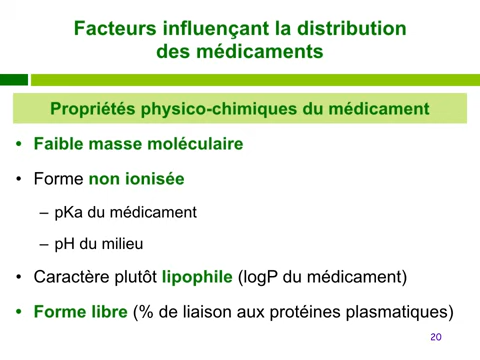 Facteurs influençant la distribution
des médicaments
Propriétés physico-chimiques du médicament
• Faible masse moléculaire
• Forme non ionisée
– pKa du médicament
– pH du milieu
• Caractère plutôt lipophile (logP du médicament)
• Forme libre (% de liaison aux protéines plasmatiques)
20